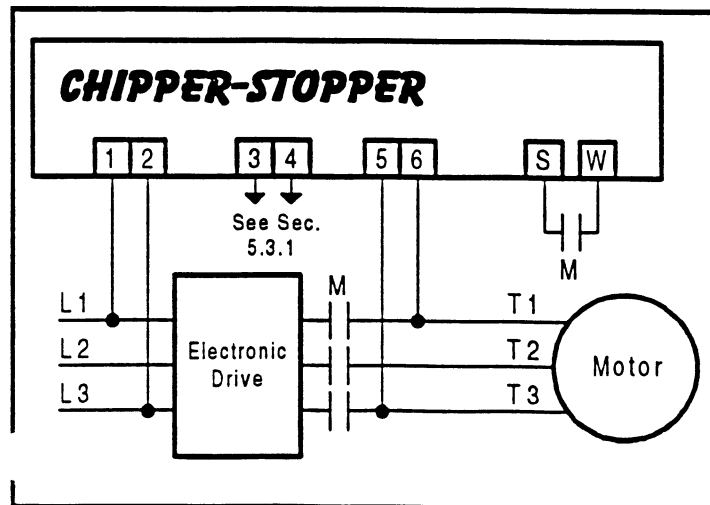 CHIPPER-STOPPER
1 2 3 4 5 6 S W
See Sec.
5.3.1
M
M
L1
T1
L2
Electronic
Drive
T2
Motor
L3
T3